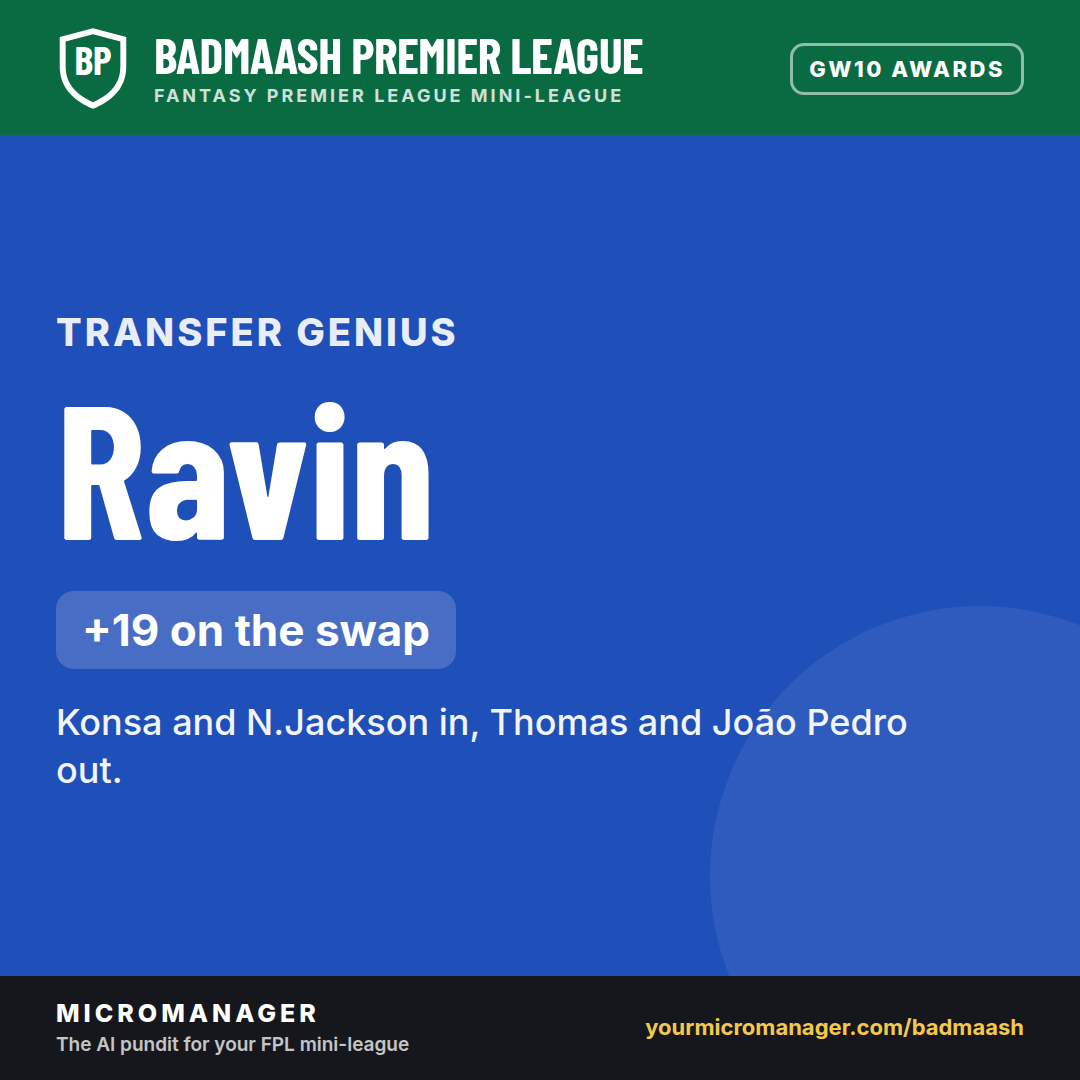 BP
BADMAASH PREMIER LEAGUE
FANTASY PREMIER LEAGUE MINI-LEAGUE
GW10 AWARDS
TRANSFER GENIUS
Ravin
+19 on the swap
Konsa and N.Jackson in, Thomas and João Pedro
out.
MICROMANAGER
The AI pundit for your FPL mini-league
yourmicromanager.com/badmaash